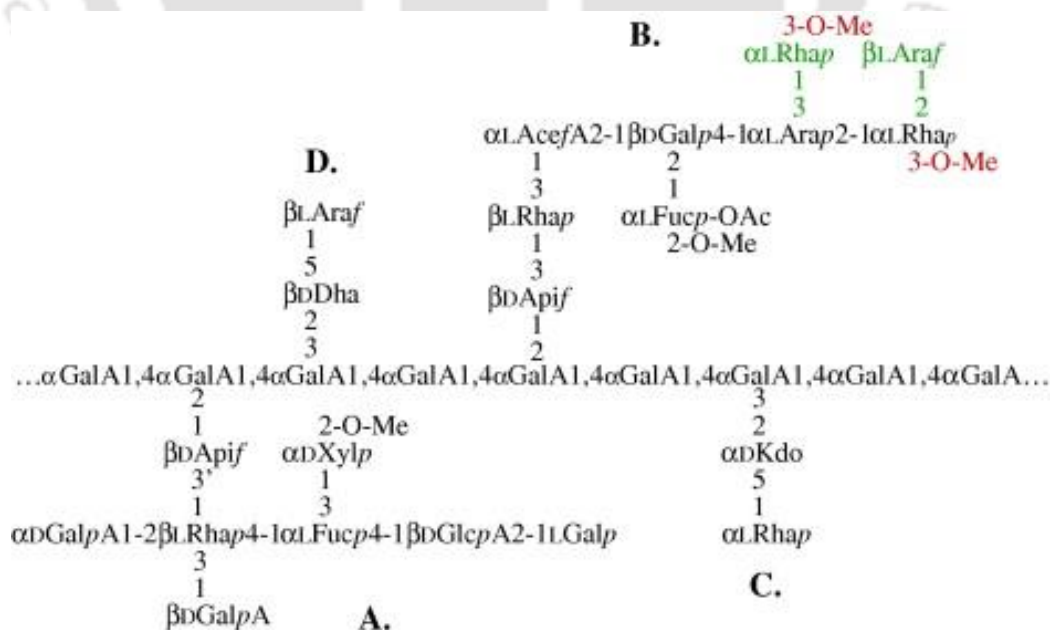 B.
3-O-Me
αLRhap βLAraf
1 1
3 2
αLAcefA2-1βDGalp4-1αLArap2-1αLRhap
D.
1 2 3-O-Me
3 1
βLAraf βLRhap αLFucp-OAc
1 1 2-O-Me
5 3
βDDha βDApif
2 1
3 2
...αGalA1,4αGalA1,4αGalA1,4αGalA1,4αGalA1,4αGalA1,4αGalA1,4αGalA1,4αGalA...
2 3
1 2-O-Me 2
βDApif αDXylp αDKdo
3' 1 5
1 3 1
αDGalpA1-2βLRhap4-1αLFucp4-1βDGlcpA2-1LGalp αLRhap
3
1 C.
βDGalpA A.